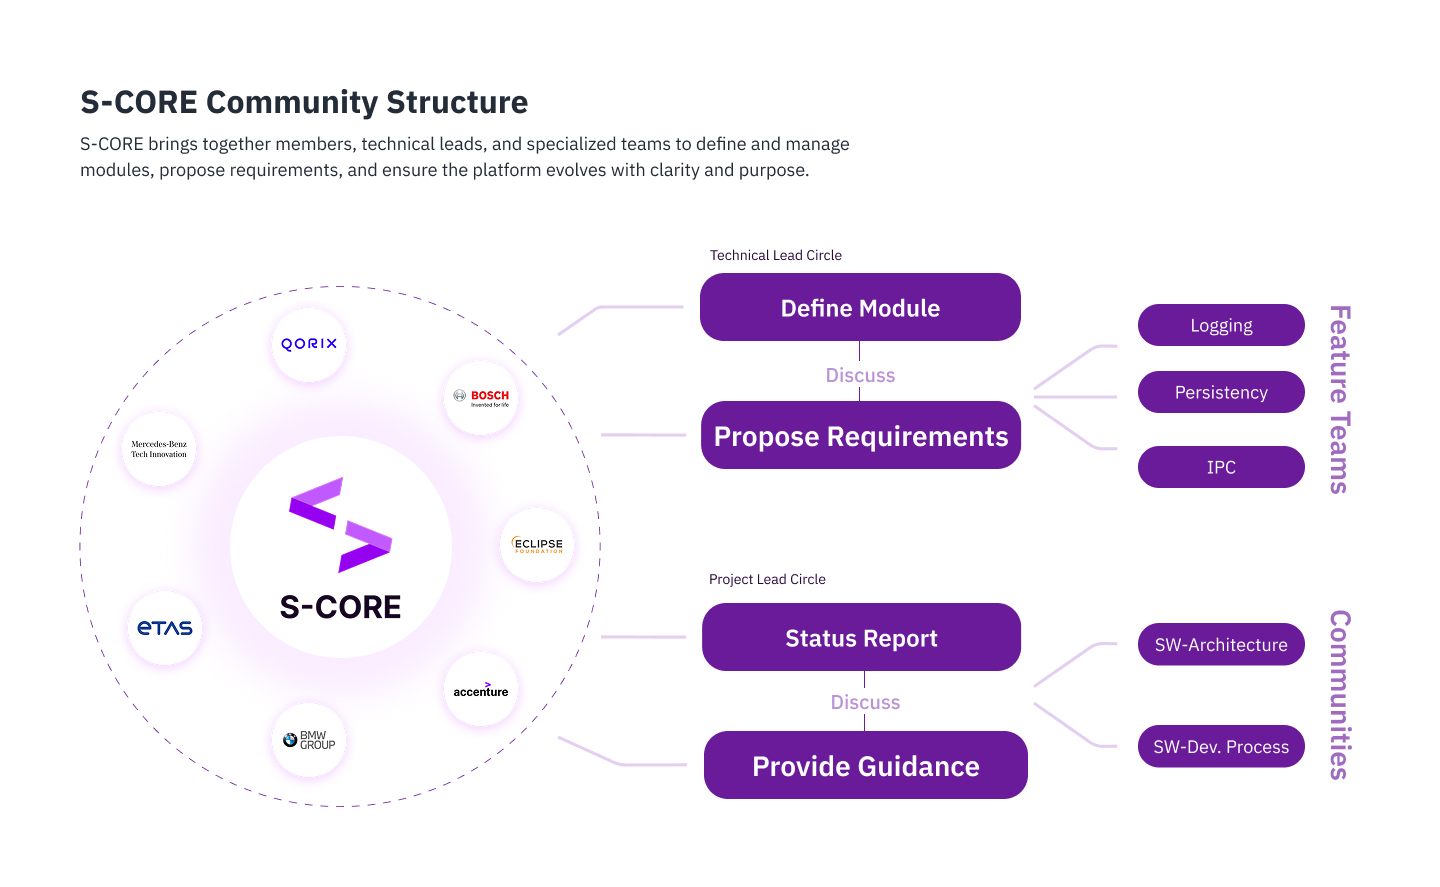 S-CORE Community Structure
S-CORE brings together members, technical leads, and specialized teams to define and manage
modules, propose requirements, and ensure the platform evolves with clarity and purpose.
QORIX
BOSCH
Invented for life
Mercedes-Benz
Tech Innovation
S-CORE
ECLIPSE
FOUNDATION
eTAS
accenture
BMW
GROUP
Technical Lead Circle
Define Module
Discuss
Propose Requirements
Logging
Persistency
IPC
Feature Teams
Project Lead Circle
Status Report
Discuss
Provide Guidance
SW-Architecture
SW-Dev. Process
Communities